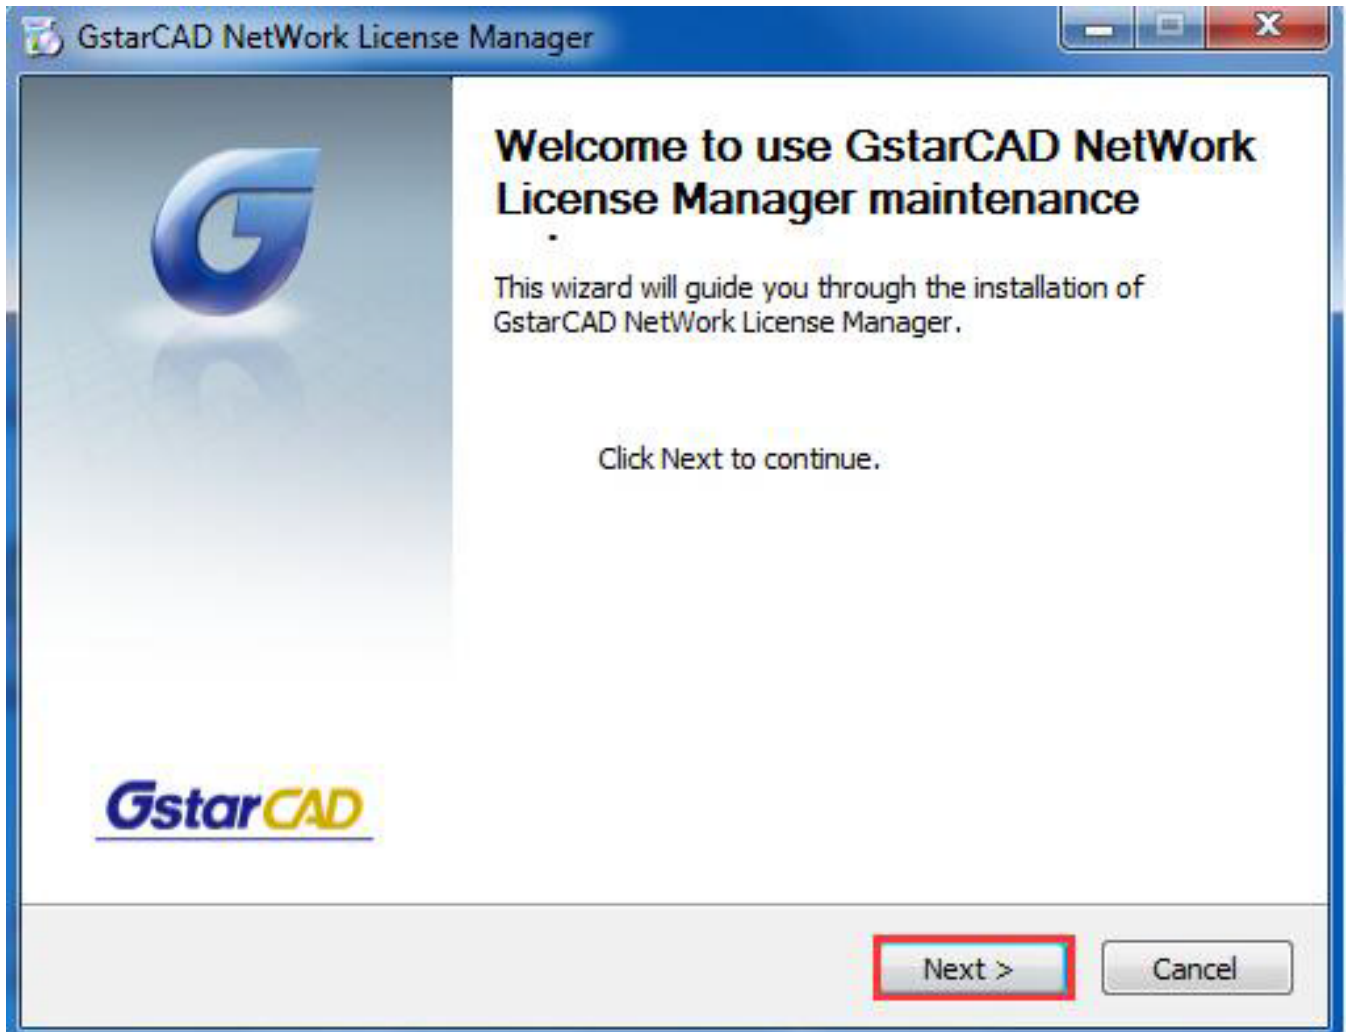 GstarCAD NetWork License Manager
Welcome to use GstarCAD NetWork
License Manager maintenance
This wizard will guide you through the installation of
GstarCAD NetWork License Manager.
Click Next to continue.
GstarCAD
Next >
Cancel